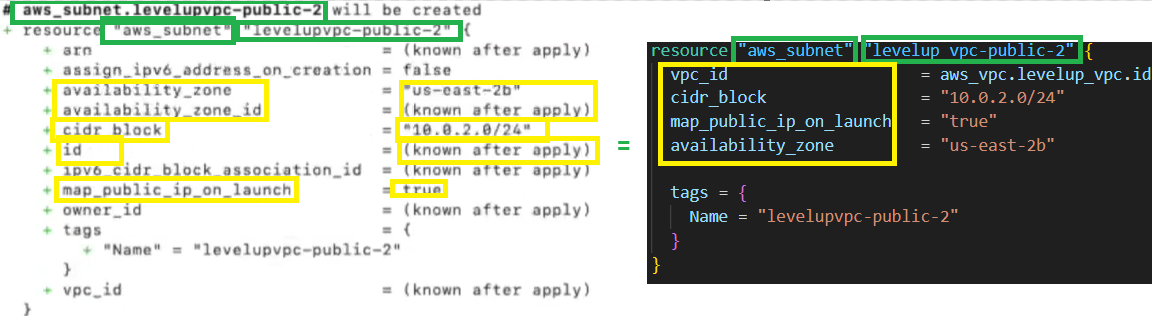 # aws_subnet.levelupvpc-public-2 will be created
+ resource "aws_subnet" "levelupvpc-public-2" {
+ arn = (known after apply)
+ assign_ipv6_address_on_creation = false
+ availability_zone = "us-east-2b"
+ availability_zone_id = (known after apply)
+ cidr_block = "10.0.2.0/24"
+ id = (known after apply)
+ ipv6_cidr_block_association_id = (known after apply)
+ map_public_ip_on_launch = true
+ owner_id = (known after apply)
+ tags = {
+ "Name" = "levelupvpc-public-2"
}
+ vpc_id = (known after apply)
}
=
resource "aws_subnet" "levelup vpc-public-2" {
vpc_id = aws_vpc.levelup_vpc.id
cidr_block = "10.0.2.0/24"
map_public_ip_on_launch = "true"
availability_zone = "us-east-2b"
tags = {
Name = "levelupvpc-public-2"
}
}